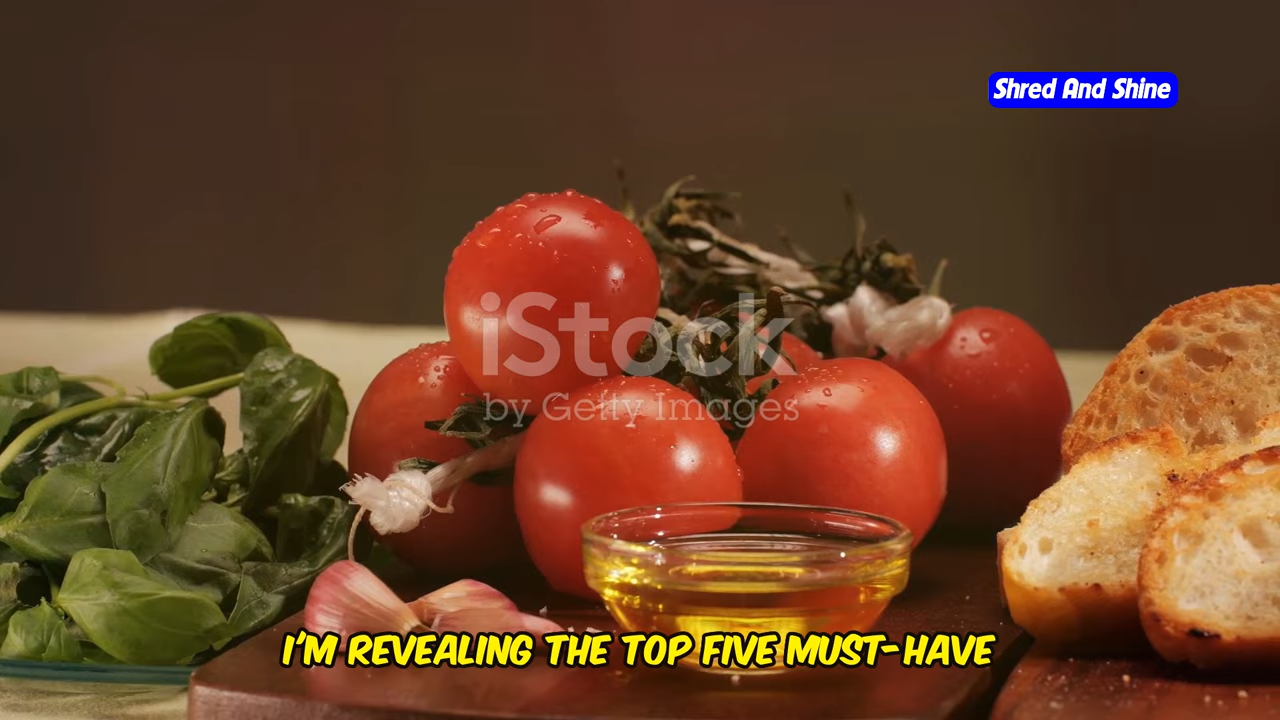 Shred And Shine
iStock
by Getty Images
I'M REVEALING THE TOP FIVE MUST-HAVE